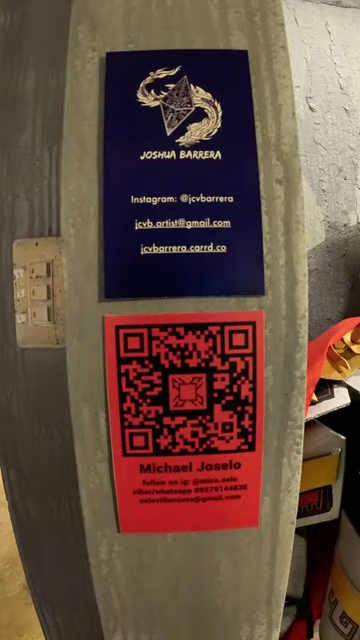 JOSHUA BARRERA
Instagram: @jcvbarrera
jcvb.artist@gmail.com
jcvbarrera.carrd.co
Michael Joselo
follow on ig: @mico.selo
viber/whatsapp 09279144836
selovillanueva@gmail.com